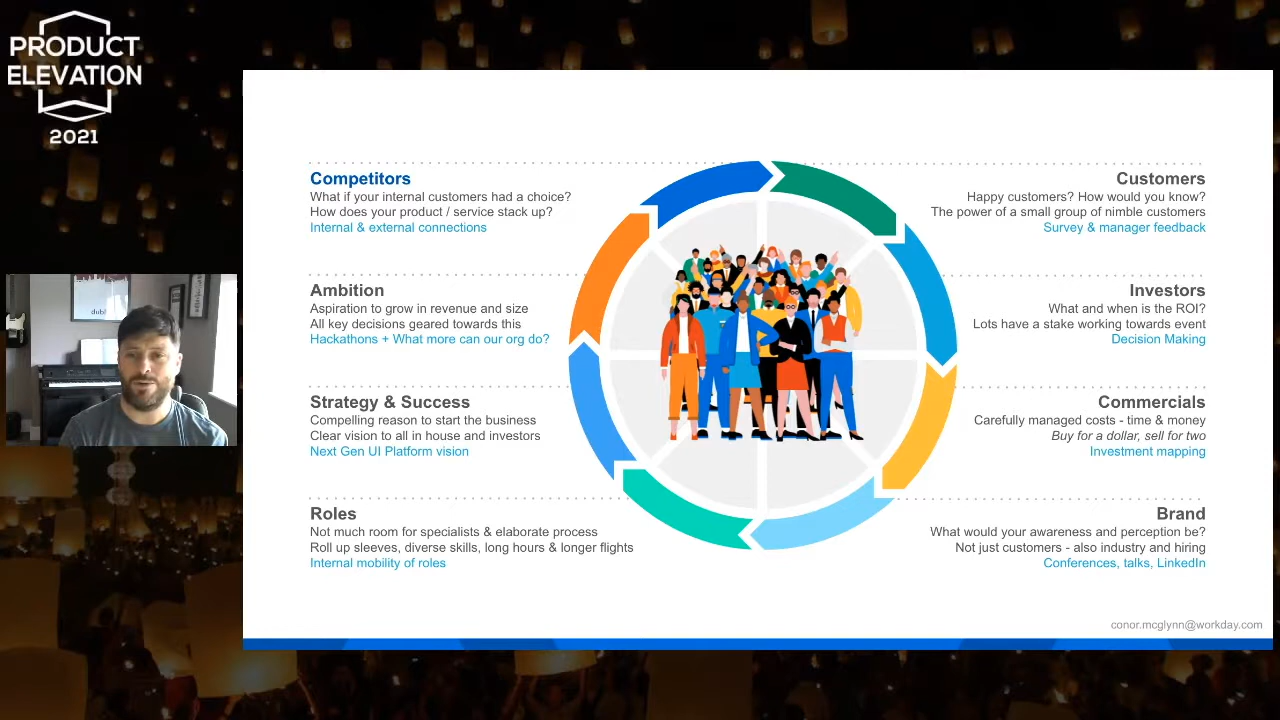 PRODUCT
ELEVATION
2021
Competitors
What if your internal customers had a choice?
How does your product / service stack up?
Internal & external connections
Ambition
Aspiration to grow in revenue and size
All key decisions geared towards this
Hackathons + What more can our org do?
Strategy & Success
Compelling reason to start the business
Clear vision to all in house and investors
Next Gen UI Platform vision
Roles
Not much room for specialists & elaborate process
Roll up sleeves, diverse skills, long hours & longer flights
Internal mobility of roles
Customers
Happy customers? How would you know?
The power of a small group of nimble customers
Survey & manager feedback
Investors
What and when is the ROI?
Lots have a stake working towards event
Decision Making
Commercials
Carefully managed costs - time & money
Buy for a dollar, sell for two
Investment mapping
Brand
What would your awareness and perception be?
Not just customers - also industry and hiring
Conferences, talks, LinkedIn
conor.mcglynn@workday.com